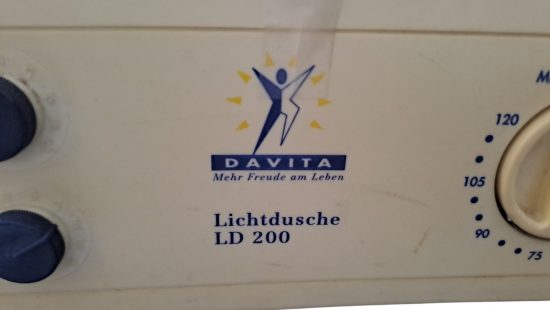 DAVITA
Mehr Freude am Leben
Lichtdusche
LD 200
120
105
90
75